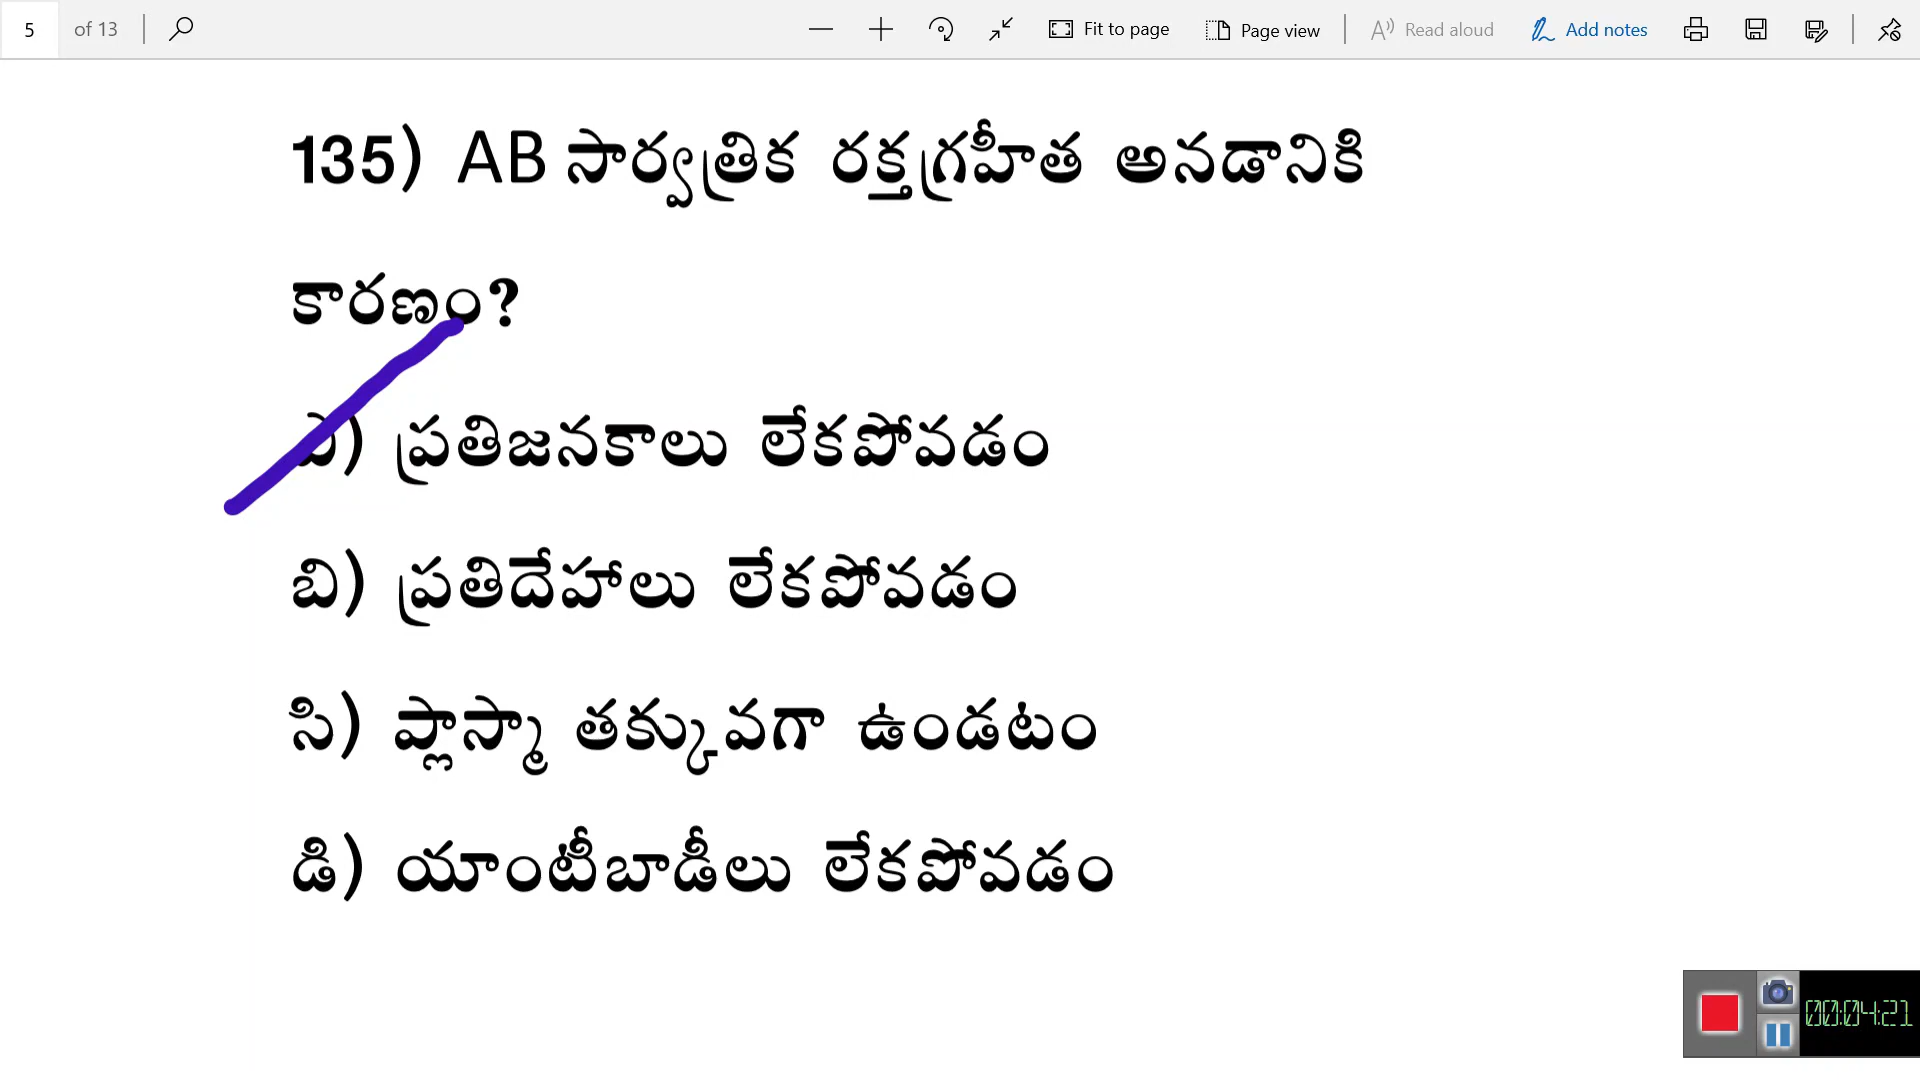 5 of 13 Fit to page Page view Read aloud Add notes
135) AB సార్వత్రిక రక్తగ్రహీత అనడానికి
కారణం?
ఎ) ప్రతిజనకాలు లేకపోవడం
బి) ప్రతిదేహాలు లేకపోవడం
సి) ప్లాస్మా తక్కువగా ఉండటం
డి) యాంటీబాడీలు లేకపోవడం
00:04:21